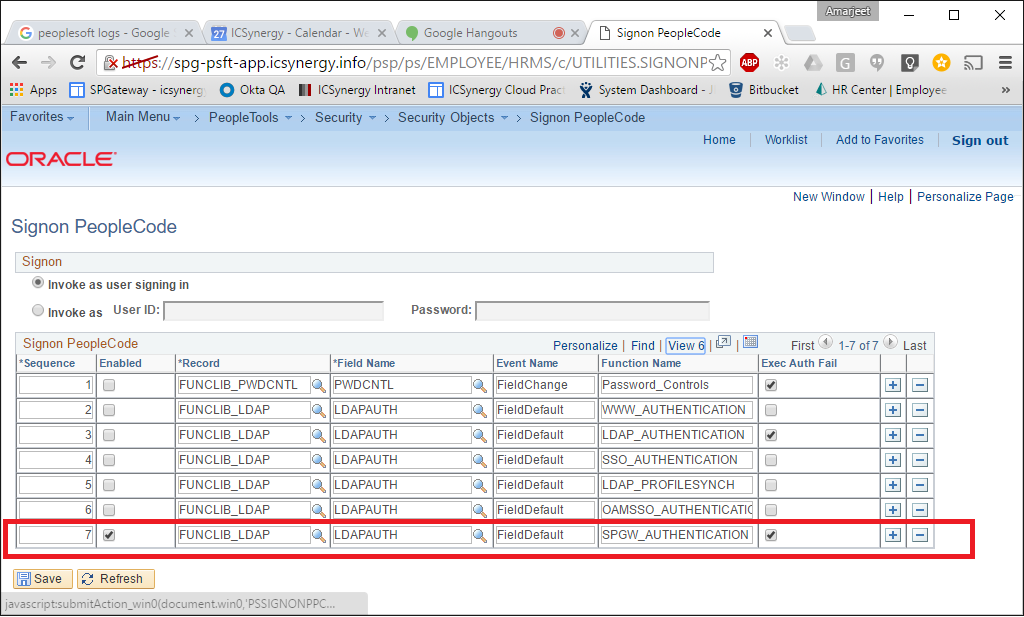 Amarjeet
peoplesoft logs - Google
27 ICSynergy - Calendar - We
Google Hangouts
Signon PeopleCode
https://spg-psft-app.icsynergy.info/psp/ps/EMPLOYEE/HRMS/c/UTILITIES.SIGNONP
ABP
G
Apps SPGateway - icsynergy Okta QA ICSynergy Intranet ICSynergy Cloud Pract System Dashboard - J Bitbucket HR Center | Employee »
Favorites Main Menu > PeopleTools > Security > Security Objects > Signon PeopleCode
Home Worklist Add to Favorites Sign out
ORACLE
New Window | Help | Personalize Page
Signon PeopleCode
Signon
Invoke as user signing in
Invoke as User ID: Password:
Signon PeopleCode Personalize | Find | View 6 | | First 1-7 of 7 Last
*Sequence Enabled *Record *Field Name Event Name Function Name Exec Auth Fail
1 FUNCLIB_PWDCNTL PWDCNTL FieldChange Password_Controls
2 FUNCLIB_LDAP LDAPAUTH FieldDefault WWW_AUTHENTICATION
3 FUNCLIB_LDAP LDAPAUTH FieldDefault LDAP_AUTHENTICATION
4 FUNCLIB_LDAP LDAPAUTH FieldDefault SSO_AUTHENTICATION
5 FUNCLIB_LDAP LDAPAUTH FieldDefault LDAP_PROFILESYNCH
6 FUNCLIB_LDAP LDAPAUTH FieldDefault OAMSSO_AUTHENTICATIO
7 FUNCLIB_LDAP LDAPAUTH FieldDefault SPGW_AUTHENTICATION
Save Refresh
javascript:submitAction_win0(document.win0,'PSSIGNONPPC...